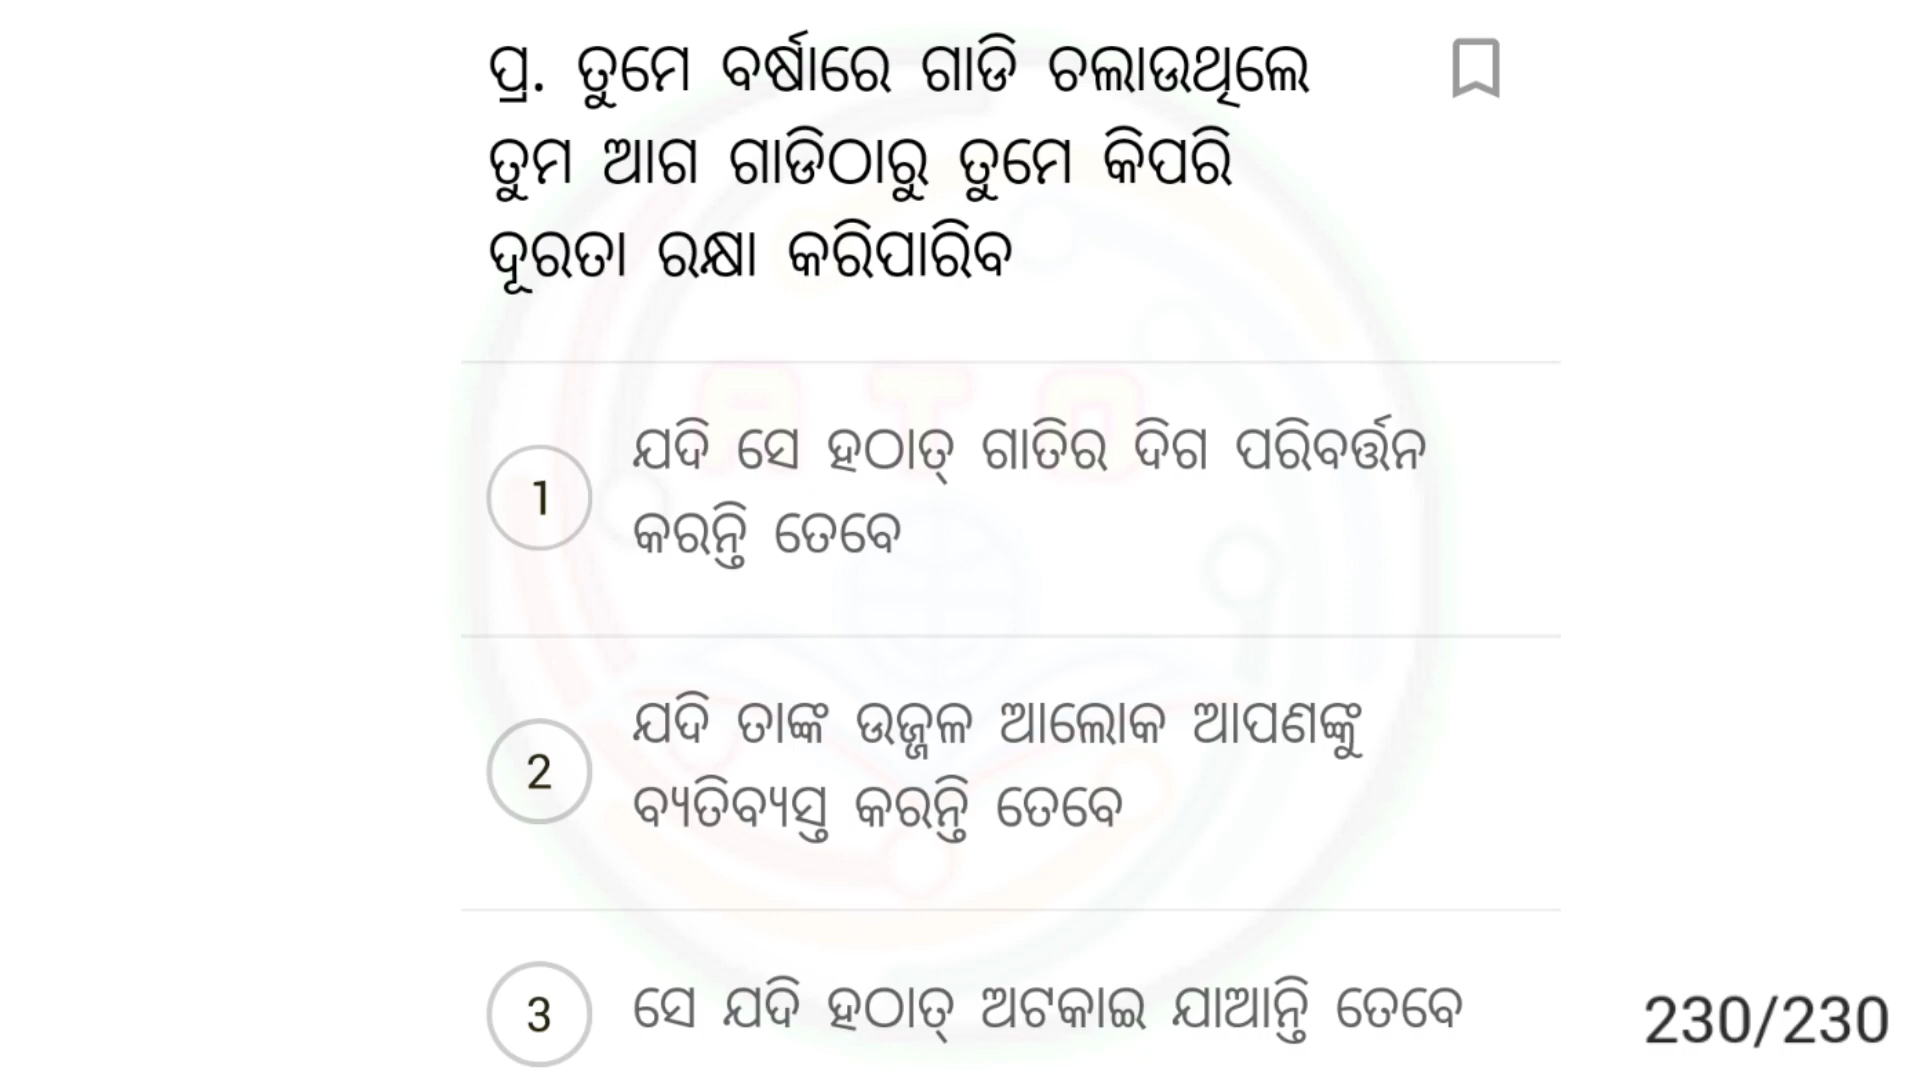 ପ୍ର. ତୁମେ ବର୍ଷାରେ ଗାଡି ଚଲାଉଥିଲେ
ତୁମ ଆଗ ଗାଡିଠାରୁ ତୁମେ କିପରି
ଦୂରତା ରକ୍ଷା କରିପାରିବ
1
ଯଦି ସେ ହଠାତ୍ ଗାତିର ଦିଗ ପରିବର୍ତ୍ତନ
କରନ୍ତି ତେବେ
2
ଯଦି ତାଙ୍କ ଉଜ୍ଜ୍ଵଳ ଆଲୋକ ଆପଣଙ୍କୁ
ବ୍ୟତିବ୍ୟସ୍ତ କରନ୍ତି ତେବେ
3
ସେ ଯଦି ହଠାତ୍ ଅଟକାଇ ଯାଆନ୍ତି ତେବେ
230/230